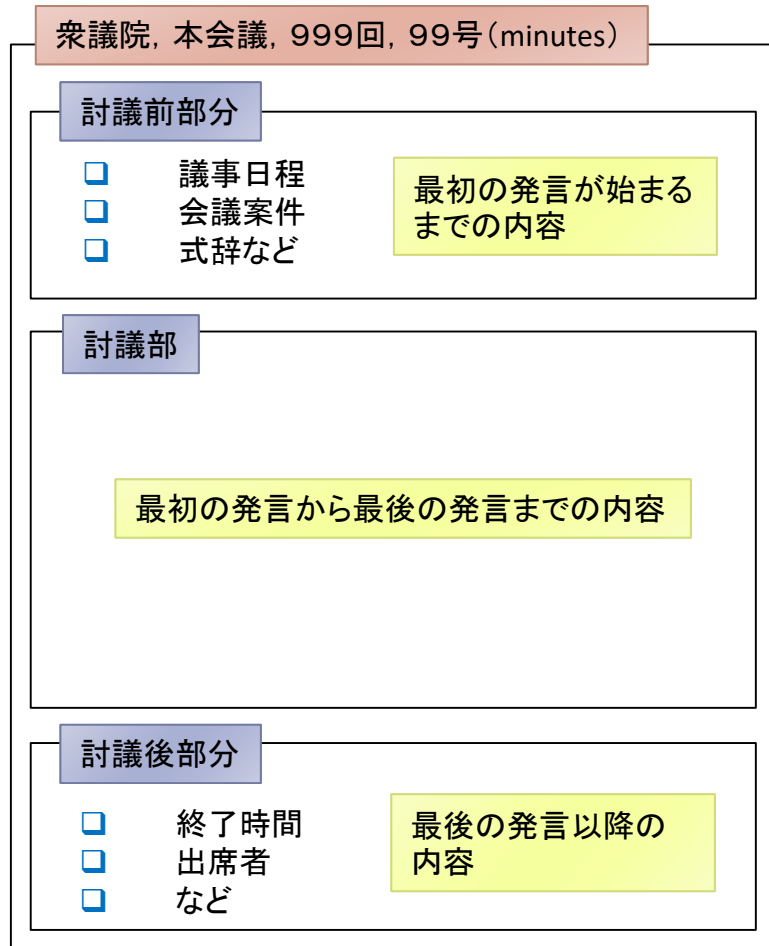 衆議院，本会議，９９９回，９９号（minutes）
討議前部分
❑ 議事日程
❑ 会議案件
❑ 式辞など
最初の発言が始まる
までの内容
討議部
最初の発言から最後の発言までの内容
討議後部分
❑ 終了時間
❑ 出席者
❑ など
最後の発言以降の
内容